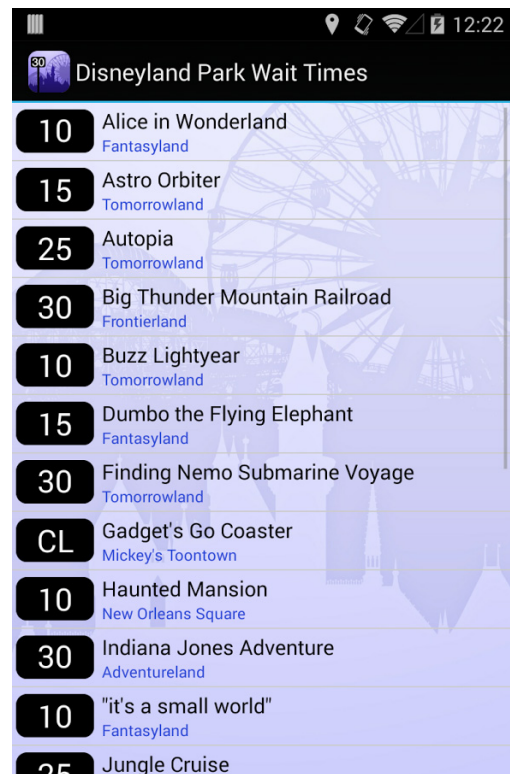 12:22
30
Disneyland Park Wait Times
10
Alice in Wonderland
Fantasyland
15
Astro Orbiter
Tomorrowland
25
Autopia
Tomorrowland
30
Big Thunder Mountain Railroad
Frontierland
10
Buzz Lightyear
Tomorrowland
15
Dumbo the Flying Elephant
Fantasyland
30
Finding Nemo Submarine Voyage
Tomorrowland
CL
Gadget's Go Coaster
Mickey's Toontown
10
Haunted Mansion
New Orleans Square
30
Indiana Jones Adventure
Adventureland
10
"it's a small world"
Fantasyland
Jungle Cruise